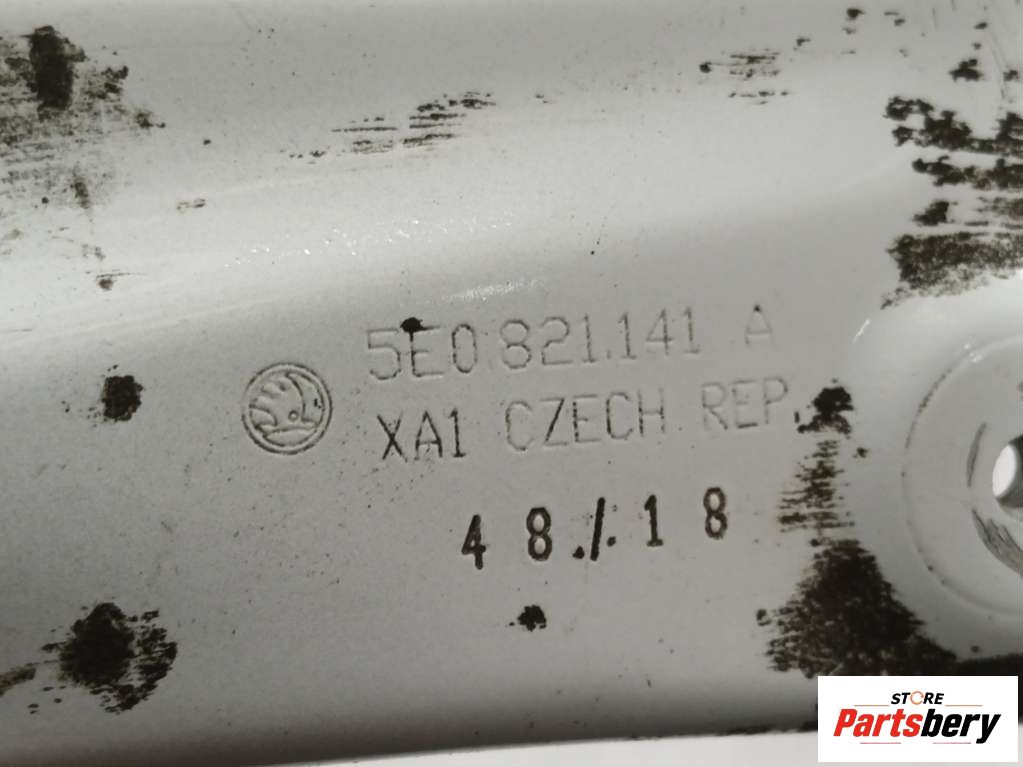 5E0.821.141 A
XA1 CZECH REP.
48./.18
STORE
Partsbery